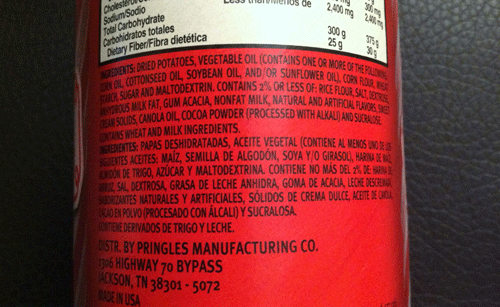 Cholesterol/
Less than/Menos de 300 mg
Sodium/Sodio 2,400 mg 2,400 mg
Total Carbohydrate
Carbohidratos totales 300 g 375 g
Dietary Fiber/Fibra dietética 25 g 30 g
INGREDIENTS: DRIED POTATOES, VEGETABLE OIL (CONTAINS ONE OR MORE OF THE FOLLOWING:
CORN OIL, COTTONSEED OIL, SOYBEAN OIL, AND/OR SUNFLOWER OIL), CORN FLOUR, WHEAT
STARCH, SUGAR AND MALTODEXTRIN. CONTAINS 2% OR LESS OF: RICE FLOUR, SALT, DEXTROSE,
ANHYDROUS MILK FAT, GUM ACACIA, NONFAT MILK, NATURAL AND ARTIFICIAL FLAVORS, SWEET
CREAM SOLIDS, CANOLA OIL, COCOA POWDER (PROCESSED WITH ALKALI) AND SUCRALOSE.
CONTAINS WHEAT AND MILK INGREDIENTS.
INGREDIENTES: PAPAS DESHIDRATADAS, ACEITE VEGETAL (CONTIENE AL MENOS UNO DE LOS
SIGUIENTES ACEITES: MAÍZ, SEMILLA DE ALGODÓN, SOYA Y/O GIRASOL), HARINA DE MAÍZ,
ALMIDÓN DE TRIGO, AZÚCAR Y MALTODEXTRINA. CONTIENE NO MÁS DEL 2% DE HARINA DE
ARROZ, SAL, DEXTROSA, GRASA DE LECHE ANHIDRA, GOMA DE ACACIA, LECHE DESCREMADA,
SABORIZANTES NATURALES Y ARTIFICIALES, SÓLIDOS DE CREMA DULCE, ACEITE DE CANOLA,
CACAO EN POLVO (PROCESADO CON ÁLCALI) Y SUCRALOSA.
CONTIENE DERIVADOS DE TRIGO Y LECHE.
DISTR. BY PRINGLES MANUFACTURING CO.
2306 HIGHWAY 70 BYPASS
JACKSON, TN 38301 - 5072
MADE IN USA